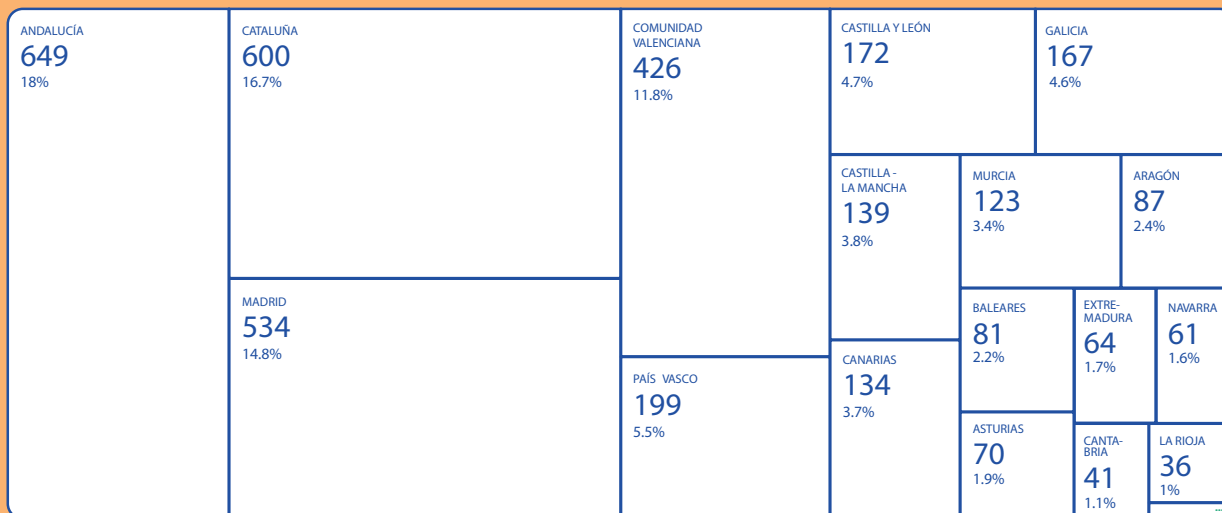 ANDALUCÍA
649
18%
CATALUÑA
600
16.7%
MADRID
534
14.8%
COMUNIDAD
VALENCIANA
426
11.8%
PAÍS VASCO
199
5.5%
CASTILLA Y LEÓN
172
4.7%
GALICIA
167
4.6%
CASTILLA -
LA MANCHA
139
3.8%
CANARIAS
134
3.7%
MURCIA
123
3.4%
ARAGÓN
87
2.4%
BALEARES
81
2.2%
ASTURIAS
70
1.9%
EXTRE-
MADURA
64
1.7%
NAVARRA
61
1.6%
CANTA-
BRIA
41
1.1%
LA RIOJA
36
1%